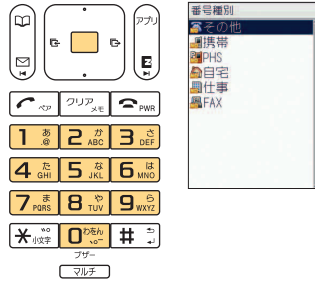 アプリ
Z
クリア メモ
PWR
1 あ .@
2 か ABC
3 さ DEF
4 た GHI
5 な JKL
6 は MNO
7 ま PQRS
8 や TUV
9 ら WXYZ
* 小文字
0 わをん
#
ブザー
マルチ
番号種別
その他
携帯
PHS
自宅
仕事
FAX